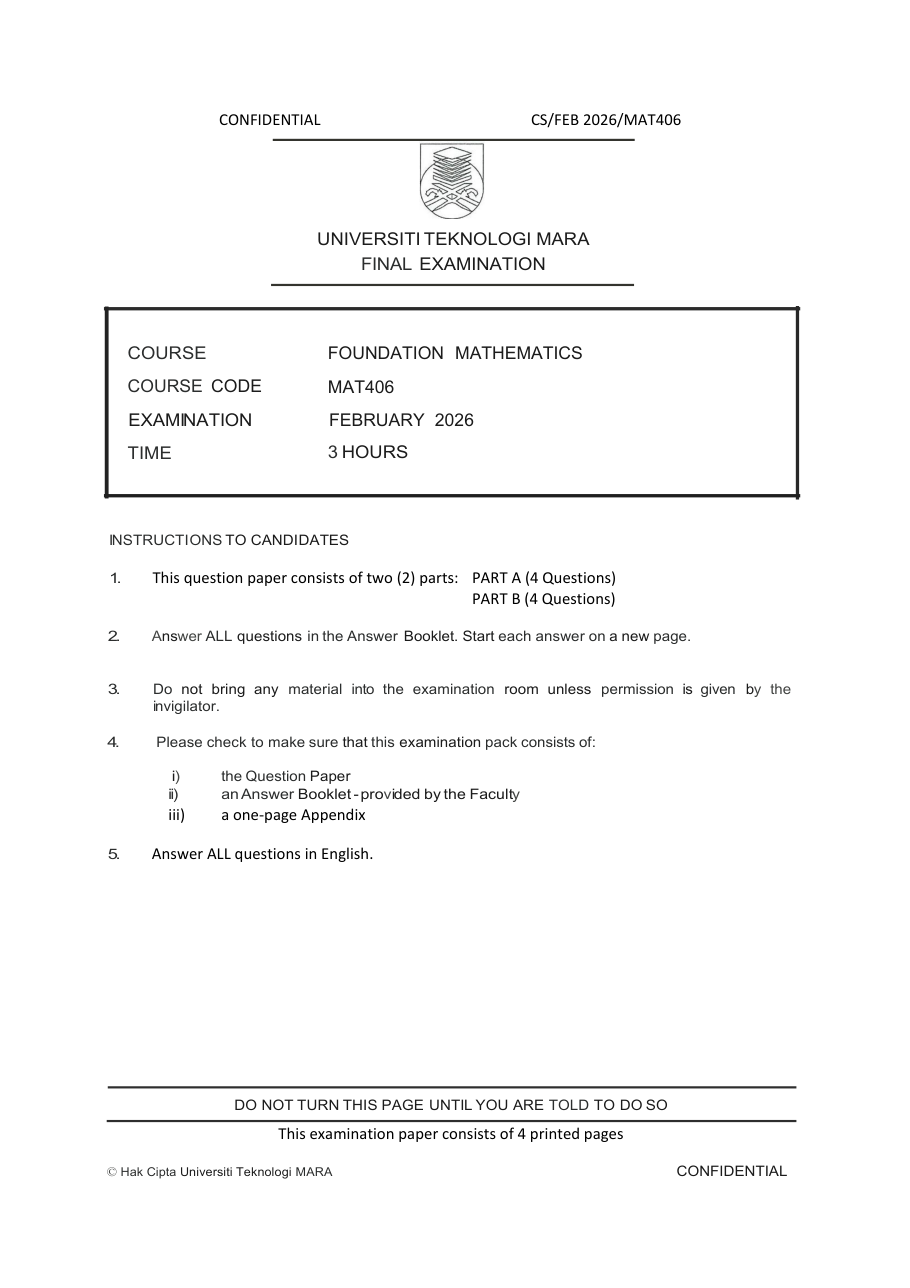 CONFIDENTIAL CS/FEB 2026/MAT406
UNIVERSITI TEKNOLOGI MARA
FINAL EXAMINATION
COURSE FOUNDATION MATHEMATICS
COURSE CODE MAT406
EXAMINATION FEBRUARY 2026
TIME 3 HOURS
INSTRUCTIONS TO CANDIDATES
1. This question paper consists of two (2) parts: PART A (4 Questions)
PART B (4 Questions)
2. Answer ALL questions in the Answer Booklet. Start each answer on a new page.
3. Do not bring any material into the examination room unless permission is given by the
invigilator.
4. Please check to make sure that this examination pack consists of:
i) the Question Paper
ii) an Answer Booklet - provided by the Faculty
iii) a one-page Appendix
5. Answer ALL questions in English.
DO NOT TURN THIS PAGE UNTIL YOU ARE TOLD TO DO SO
This examination paper consists of 4 printed pages
© Hak Cipta Universiti Teknologi MARA CONFIDENTIAL